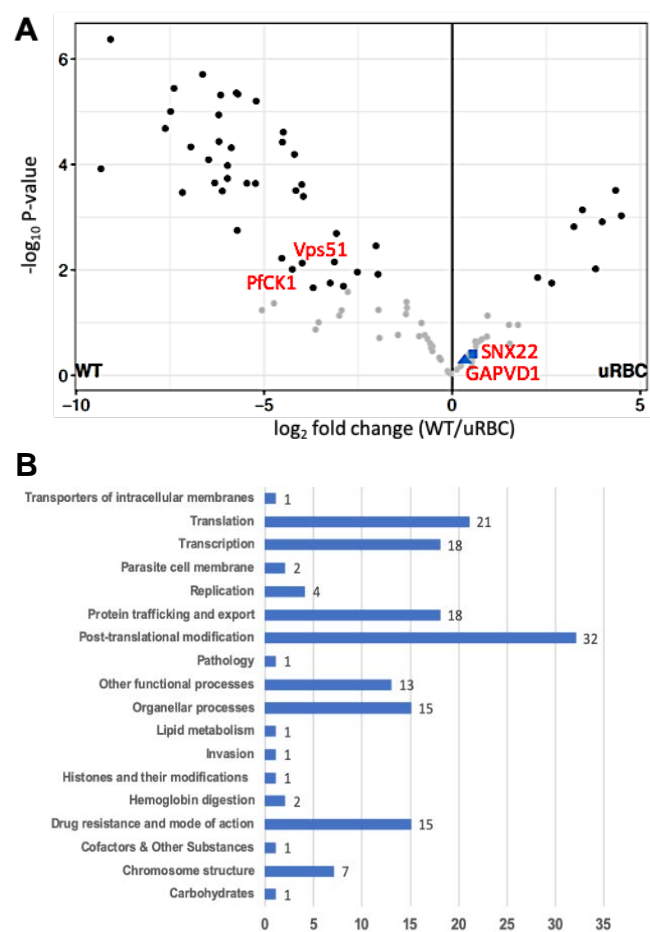 A
6
4
2
0
-log10 P-value
Vps51
PfCK1
SNX22
GAPVD1
WT
uRBC
−10 −5 0 5
log2 fold change (WT/uRBC)
B
Transporters of intracellular membranes 1
Translation 21
Transcription 18
Parasite cell membrane 2
Replication 4
Protein trafficking and export 18
Post-translational modification 32
Pathology 1
Other functional processes 13
Organellar processes 15
Lipid metabolism 1
Invasion 1
Histones and their modifications 1
Hemoglobin digestion 2
Drug resistance and mode of action 15
Cofactors & Other Substances 1
Chromosome structure 7
Carbohydrates 1
0 5 10 15 20 25 30 35